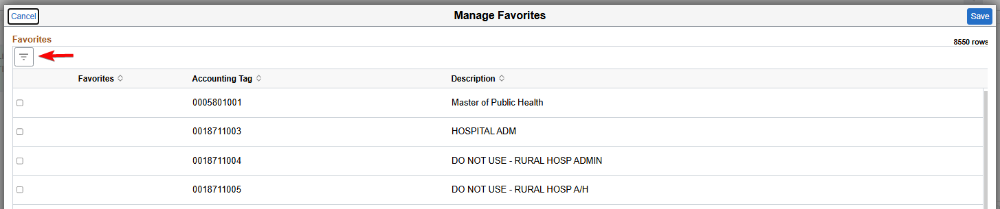 Cancel Manage Favorites Save
Favorites
8550 rows
Favorites Accounting Tag Description
0005801001 Master of Public Health
0018711003 HOSPITAL ADM
0018711004 DO NOT USE - RURAL HOSP ADMIN
0018711005 DO NOT USE - RURAL HOSP A/H